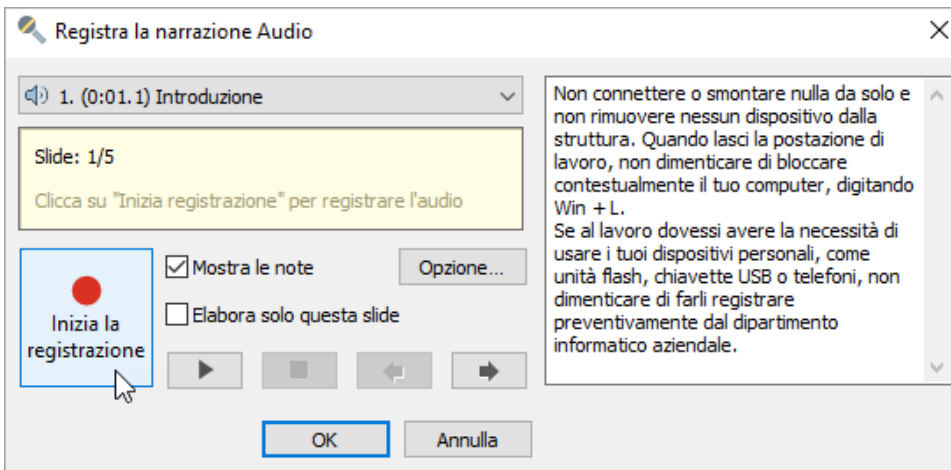 Registra la narrazione Audio
1. (0:01.1) Introduzione
Slide: 1/5
Clicca su "Inizia registrazione" per registrare l'audio
Inizia la
registrazione
Mostra le note
Opzione...
Elabora solo questa slide
OK
Annulla
Non connettere o smontare nulla da solo e
non rimuovere nessun dispositivo dalla
struttura. Quando lasci la postazione di
lavoro, non dimenticare di bloccare
contestualmente il tuo computer, digitando
Win + L.
Se al lavoro dovessi avere la necessità di
usare i tuoi dispositivi personali, come
unità flash, chiavette USB o telefoni, non
dimenticare di farli registrare
preventivamente dal dipartimento
informatico aziendale.